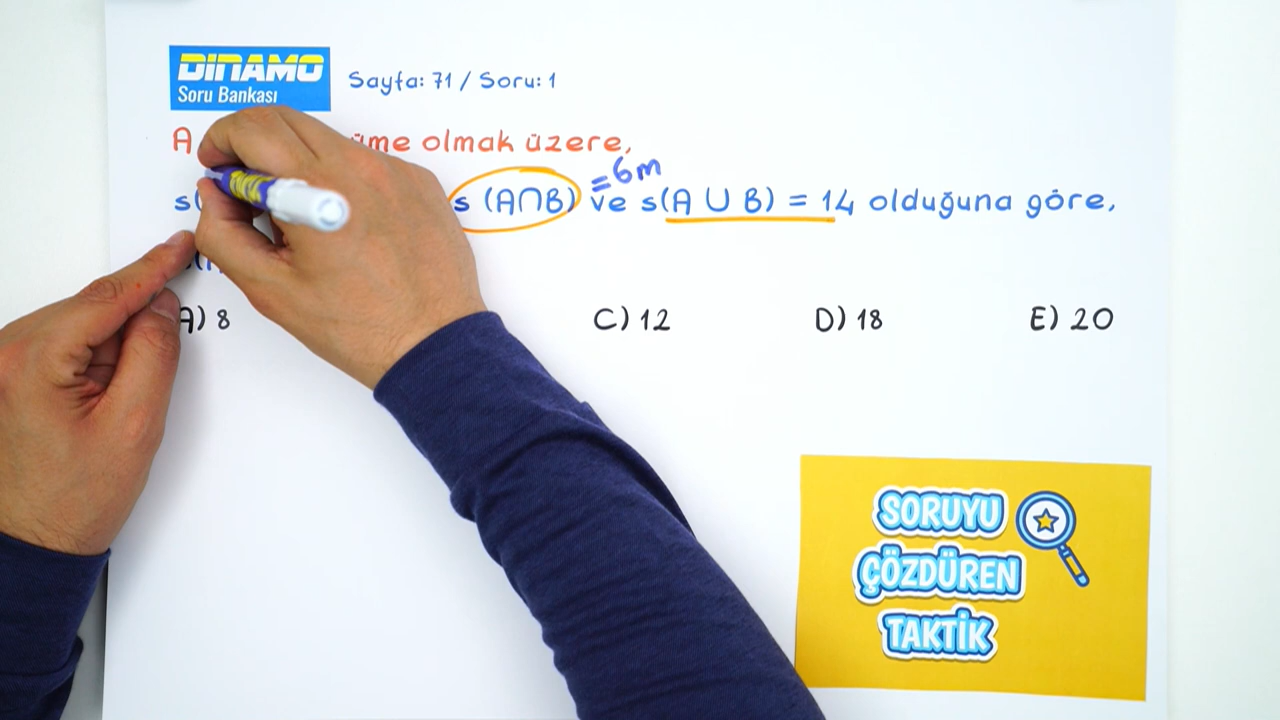 DINAMO
Soru Bankası
Sayfa: 71 / Soru: 1
A olmak üzere,
= 6m
s (A∩B) ve s(A ∪ B) = 14 olduğuna göre,
A) 8 C) 12 D) 18 E) 20
SORUYU
ÇÖZDÜREN
TAKTİK